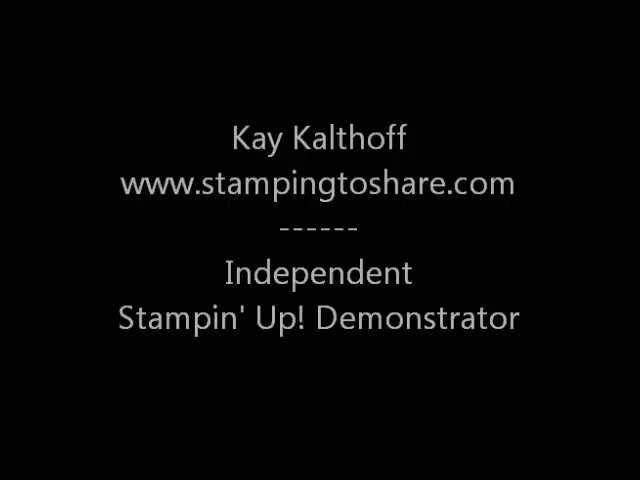 Kay Kalthoff
www.stampingtoshare.com
------
Independent
Stampin' Up! Demonstrator